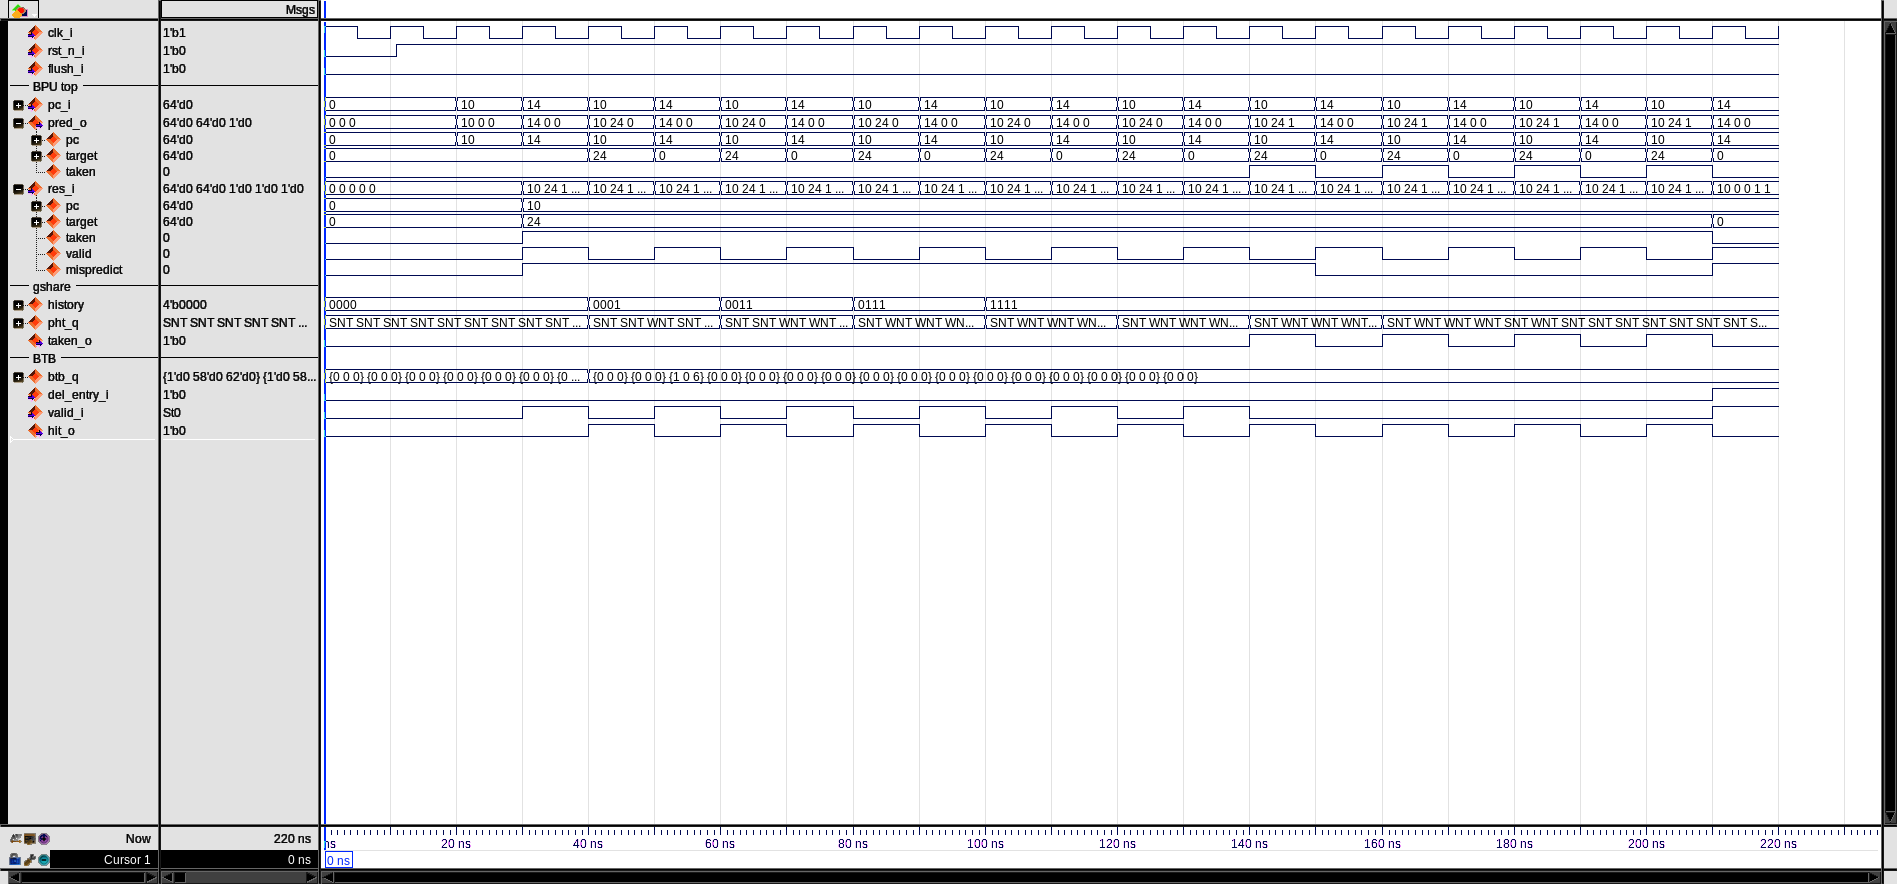 Msgs
clk_i 1'b1
rst_n_i 1'b0
flush_i 1'b0
BPU top
pc_i 64'd0 0 10 14 10 14 10 14 10 14 10 14 10 14 10 14 10 14 10 14 10 14
pred_o 64'd0 64'd0 1'd0 0 0 0 10 0 0 14 0 0 10 24 0 14 0 0 10 24 0 14 0 0 10 24 0 14 0 0 10 24 0 14 0 0 10 24 0 14 0 0 10 24 1 14 0 0 10 24 1 14 0 0 10 24 1 14 0 0 10 24 1 14 0 0
pc 64'd0 0 10 14 10 14 10 14 10 14 10 14 10 14 10 14 10 14 10 14 10 14
target 64'd0 0 24 0 24 0 24 0 24 0 24 0 24 0 24 0 24 0 24 0
taken 0
res_i 64'd0 64'd0 1'd0 1'd0 1'd0 0 0 0 0 0 10 24 1 ... 10 24 1 ... 10 24 1 ... 10 24 1 ... 10 24 1 ... 10 24 1 ... 10 24 1 ... 10 24 1 ... 10 24 1 ... 10 24 1 ... 10 24 1 ... 10 24 1 ... 10 24 1 ... 10 24 1 ... 10 24 1 ... 10 24 1 ... 10 24 1 ... 10 24 1 ... 10 0 0 1 1
pc 64'd0 0 10
target 64'd0 0 24 0
taken 0
valid 0
mispredict 0
gshare
history 4'b0000 0000 0001 0011 0111 1111
pht_q SNT SNT SNT SNT SNT ... SNT SNT SNT SNT SNT SNT SNT SNT SNT ... SNT SNT WNT SNT ... SNT SNT WNT WNT ... SNT WNT WNT WN... SNT WNT WNT WN... SNT WNT WNT WN... SNT WNT WNT WNT... SNT WNT WNT WNT WNT SNT SNT SNT SNT SNT SNT SNT S...
taken_o 1'b0
BTB
btb_q {1'd0 58'd0 62'd0} {1'd0 58... {0 0 0} {0 0 0} {0 0 0} {0 0 0} {0 0 0} {0 0 0} {0 ... {0 0 0} {0 0 0} {1 0 6} {0 0 0} {0 0 0} {0 0 0} {0 0 0} {0 0 0} {0 0 0} {0 0 0} {0 0 0} {0 0 0} {0 0 0} {0 0 0} {0 0 0} {0 0 0}
del_entry_i 1'b0
valid_i St0
hit_o 1'b0
Now 220 ns ns 20 ns 40 ns 60 ns 80 ns 100 ns 120 ns 140 ns 160 ns 180 ns 200 ns 220 ns
Cursor 1 0 ns 0 ns